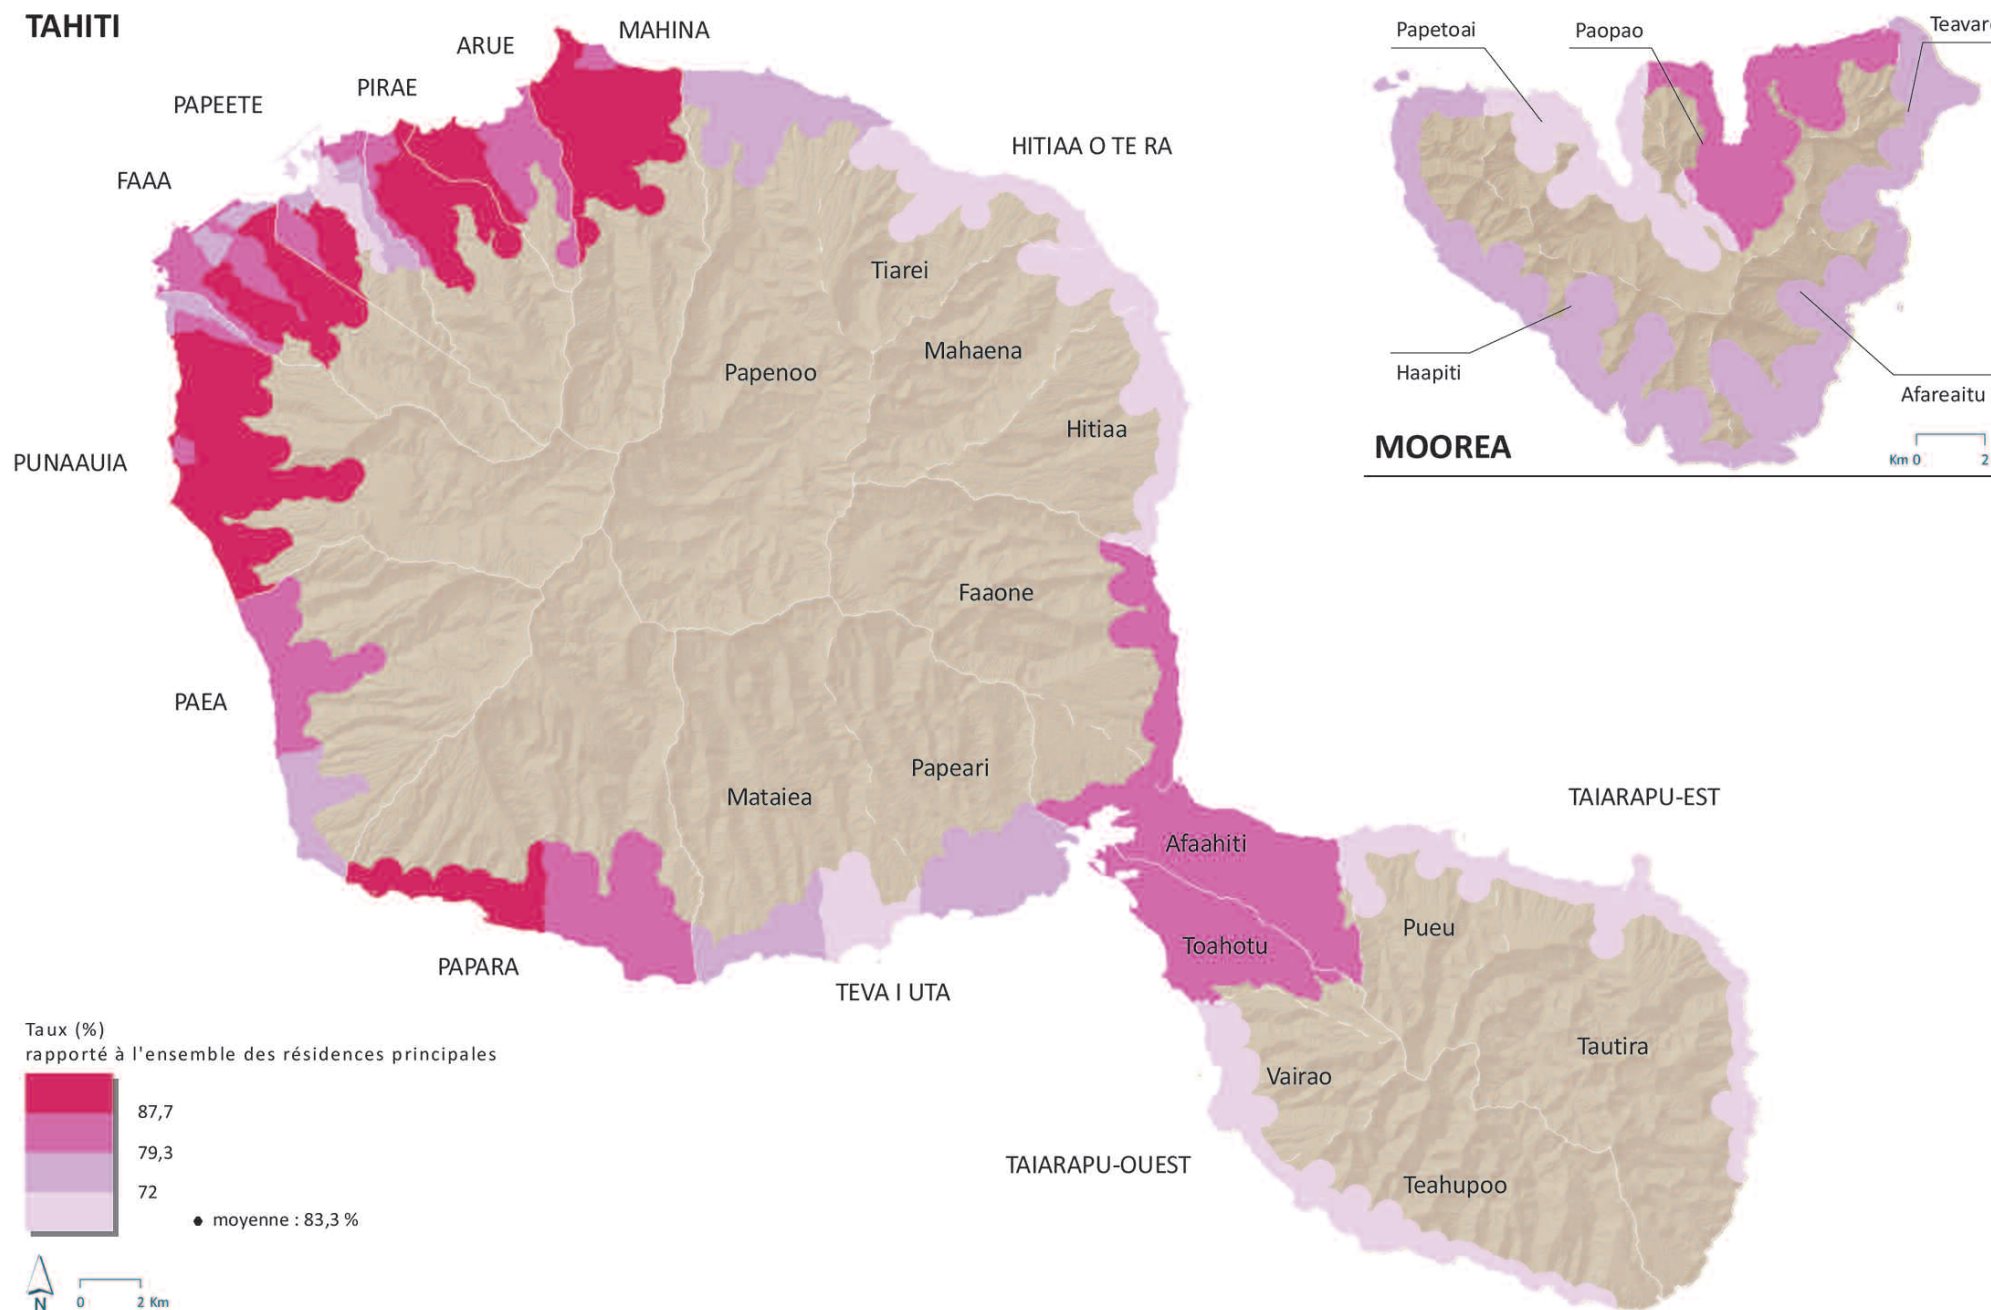 TAHITI
ARUE
MAHINA
PIRAE
PAPEETE
FAAA
HITIAA O TE RA
Papetoai
Paopao
Teavar
Tiarei
Mahaena
Papenoo
Hitiaa
Haapiti
Afareaitu
MOOREA
Km 0 2
PUNAAUIA
Faaone
PAEA
Papeari
Mataiea
TAIARAPU-EST
Afaahiti
Pueu
Toahotu
PAPARA
TEVA I UTA
Tautira
Vairao
TAIARAPU-OUEST
Teahupoo
Taux (%)
rapporté à l'ensemble des résidences principales
87,7
79,3
72
moyenne : 83,3 %
N
0 2 Km